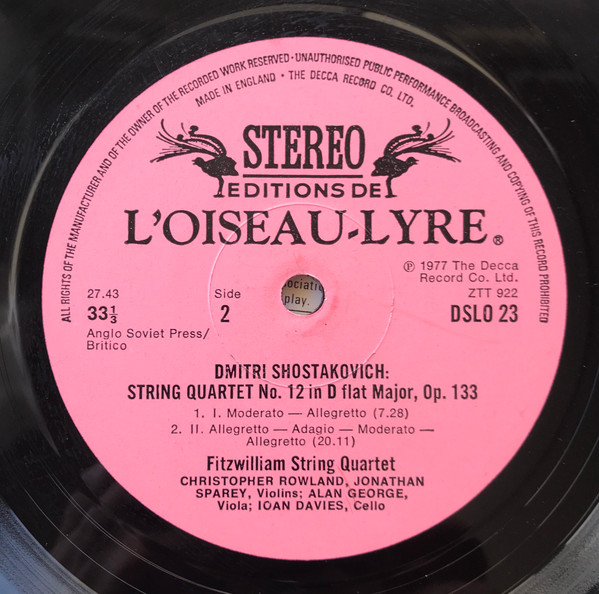 ALL RIGHTS OF THE MANUFACTURER AND OF THE OWNER OF THE RECORDED WORK RESERVED · UNAUTHORISED PUBLIC PERFORMANCE BROADCASTING AND COPYING OF THIS RECORD PROHIBITED
MADE IN ENGLAND · THE DECCA RECORD CO. LTD.
STEREO
EDITIONS DE
L'OISEAU-LYRE®
℗ 1977 The Decca
Record Co. Ltd.
27.43
Side
ociati
ZTT 922
33⅓
2
play.
DSLO 23
Anglo Soviet Press/
Britico
DMITRI SHOSTAKOVICH:
STRING QUARTET No. 12 in D flat Major, Op. 133
1. I. Moderato — Allegretto (7.28)
2. II. Allegretto — Adagio — Moderato —
Allegretto (20.11)
Fitzwilliam String Quartet
CHRISTOPHER ROWLAND, JONATHAN
SPAREY, Violins; ALAN GEORGE,
Viola; IOAN DAVIES, Cello